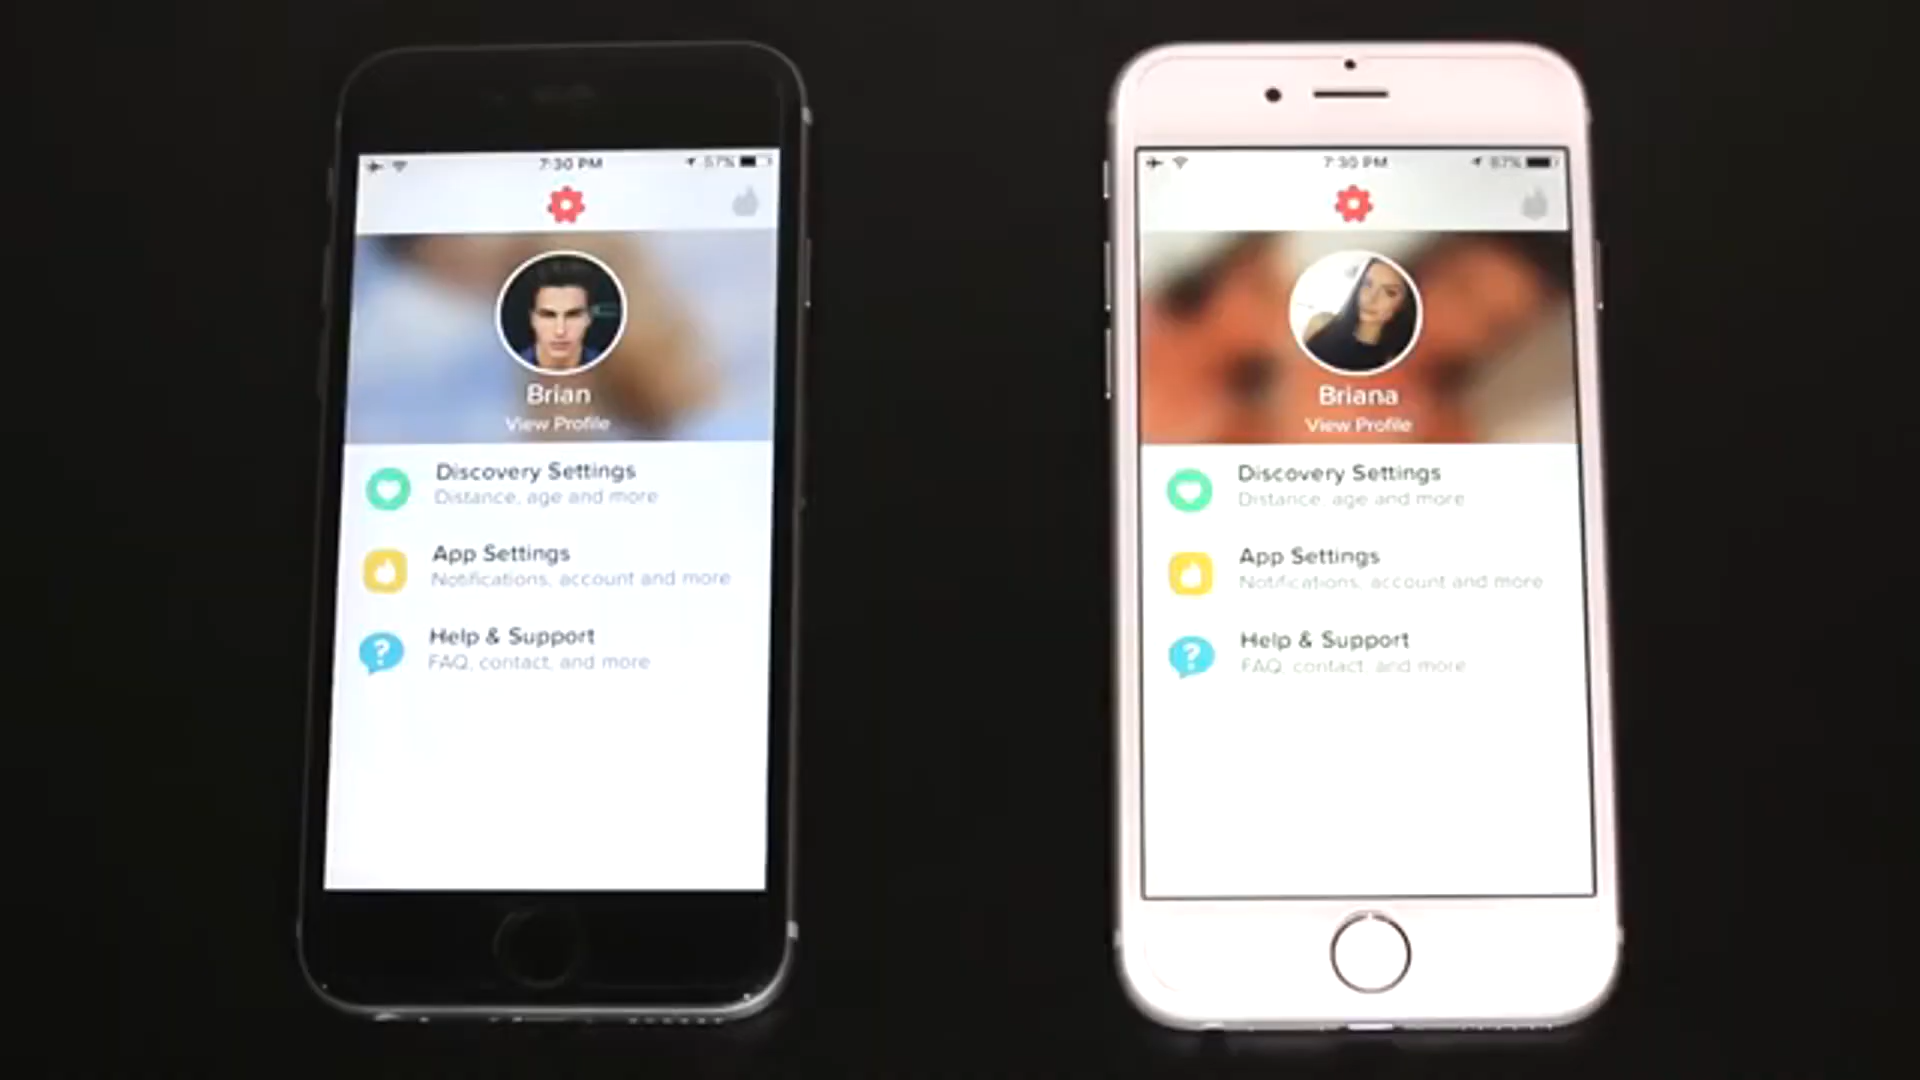 7:30 PM
57%
Brian
View Profile
Discovery Settings
Distance, age and more
App Settings
Notifications, account and more
?
Help & Support
FAQ, contact, and more
7:30 PM
87%
Briana
View Profile
Discovery Settings
Distance, age and more
App Settings
Notifications, account and more
?
Help & Support
FAQ, contact, and more